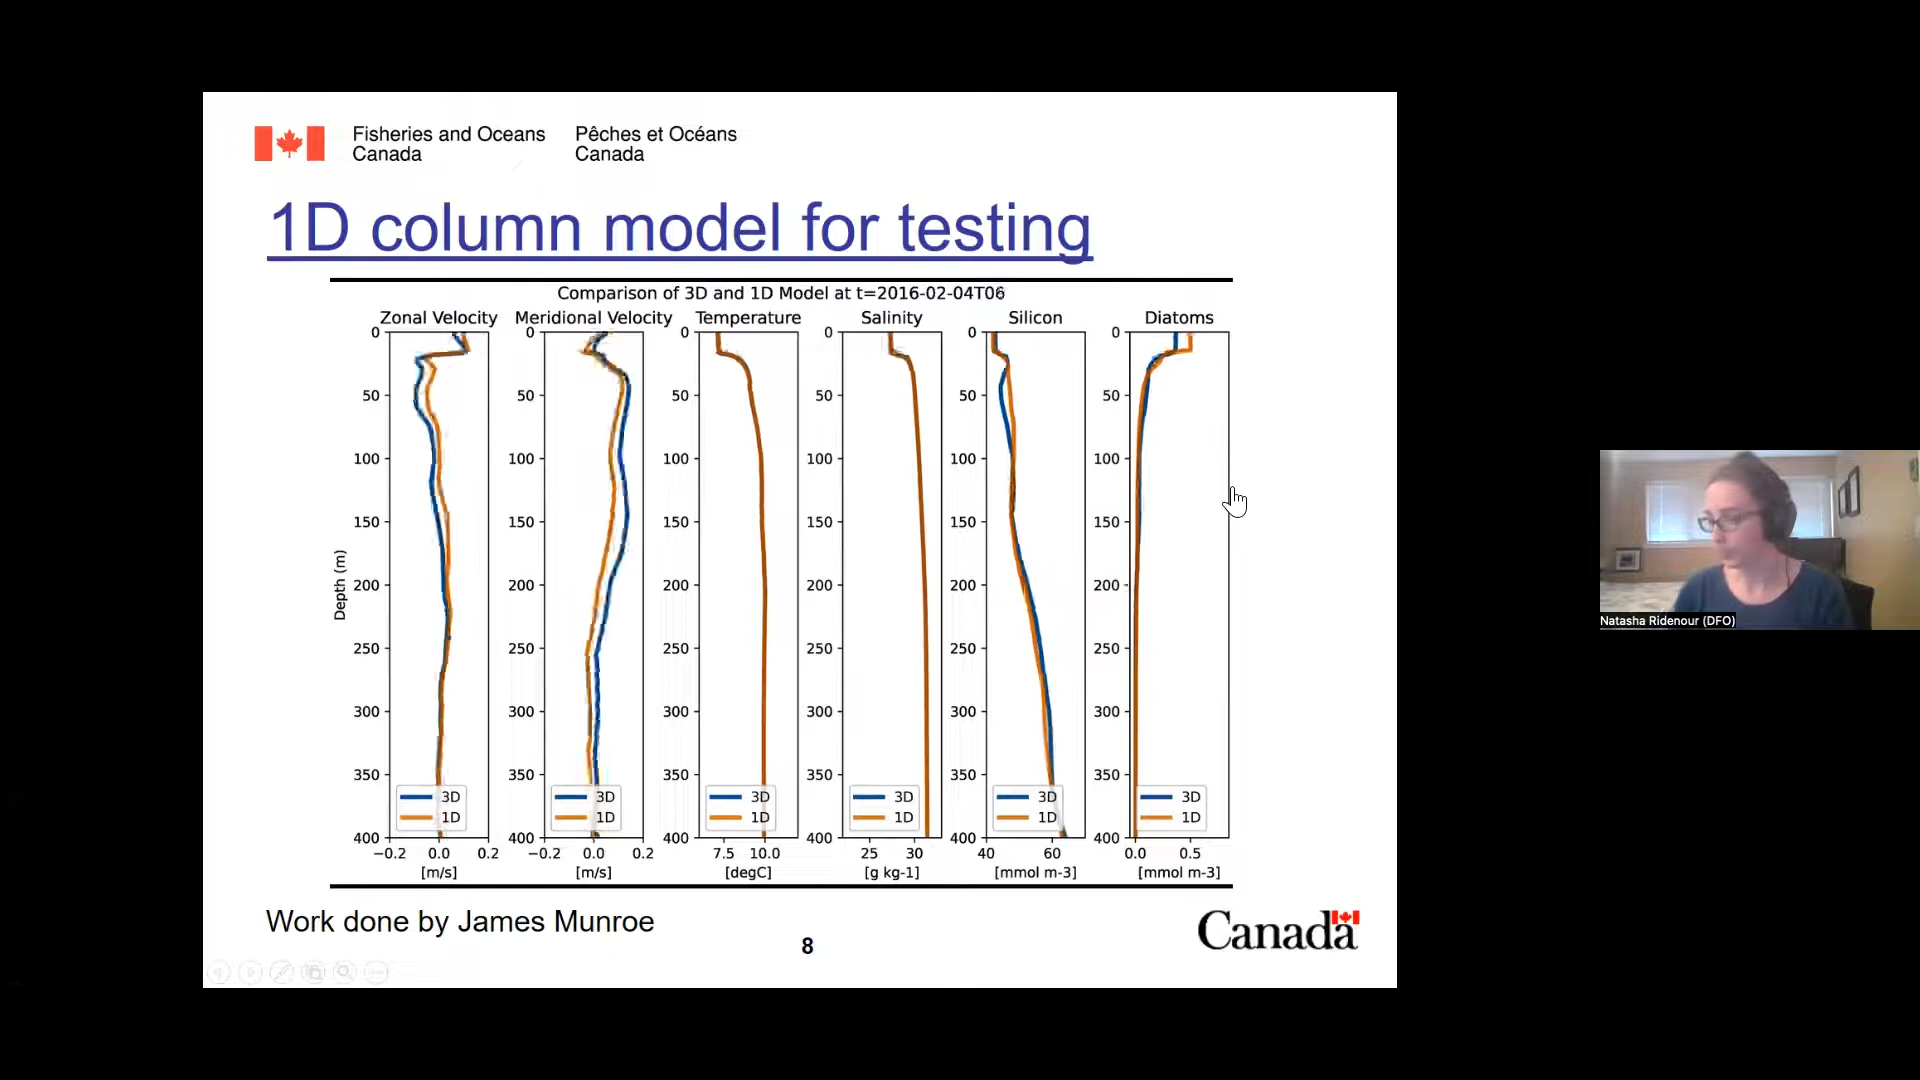 Fisheries and Oceans
Canada
Pêches et Océans
Canada
1D column model for testing
Comparison of 3D and 1D Model at t=2016-02-04T06
Zonal Velocity
0
50
100
150
200
250
300
350
400
Depth (m)
3D
1D
−0.2 0.0 0.2
[m/s]
Meridional Velocity
0
50
100
150
200
250
300
350
400
3D
1D
−0.2 0.0 0.2
[m/s]
Temperature
0
50
100
150
200
250
300
350
400
3D
1D
7.5 10.0
[degC]
Salinity
0
50
100
150
200
250
300
350
400
3D
1D
25 30
[g kg-1]
Silicon
0
50
100
150
200
250
300
350
400
3D
1D
40 60
[mmol m-3]
Diatoms
0
50
100
150
200
250
300
350
400
3D
1D
0.0 0.5
[mmol m-3]
Work done by James Munroe
8
Canada
Natasha Ridenour (DFO)